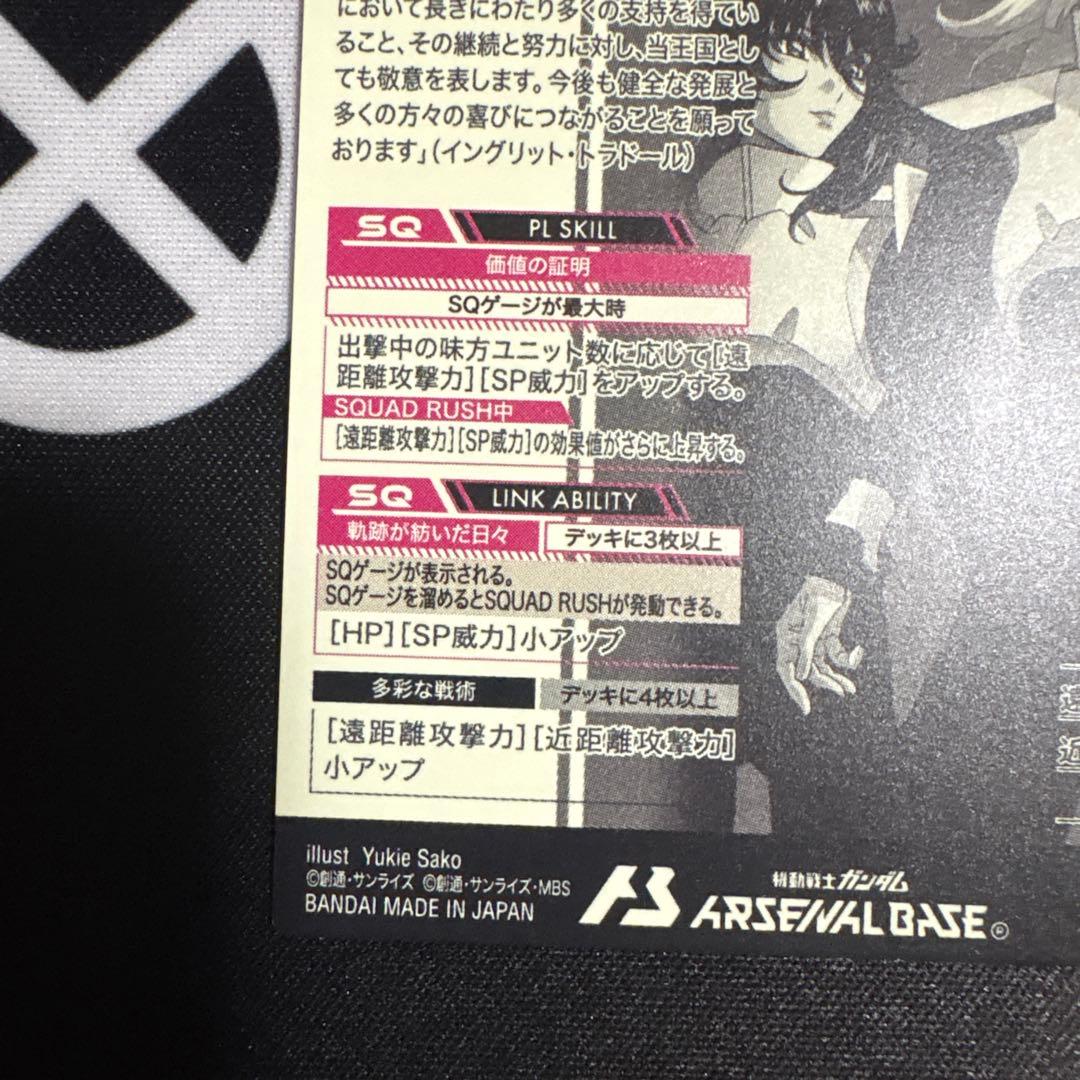 において長きにわたり多くの支持を得てい
ること、その継続と努力に対し、当王国とし
ても敬意を表します。今後も健全な発展と
多くの方々の喜びにつながることを願って
おります」(イングリット・トラドール)
SQ PL SKILL
価値の証明
SQゲージが最大時
出撃中の味方ユニット数に応じて[遠
距離攻撃力][SP威力]をアップする。
SQUAD RUSH中
[遠距離攻撃力][SP威力]の効果値がさらに上昇する。
SQ LINK ABILITY
軌跡が紡いだ日々 デッキに3枚以上
SQゲージが表示される。
SQゲージを溜めるとSQUAD RUSHが発動できる。
[HP][SP威力]小アップ
多彩な戦術 デッキに4枚以上
[遠距離攻撃力][近距離攻撃力]
小アップ
遠
近
illust Yukie Sako
©創通・サンライズ ©創通・サンライズ・MBS
BANDAI MADE IN JAPAN
機動戦士ガンダム
ARSENAL BASE®